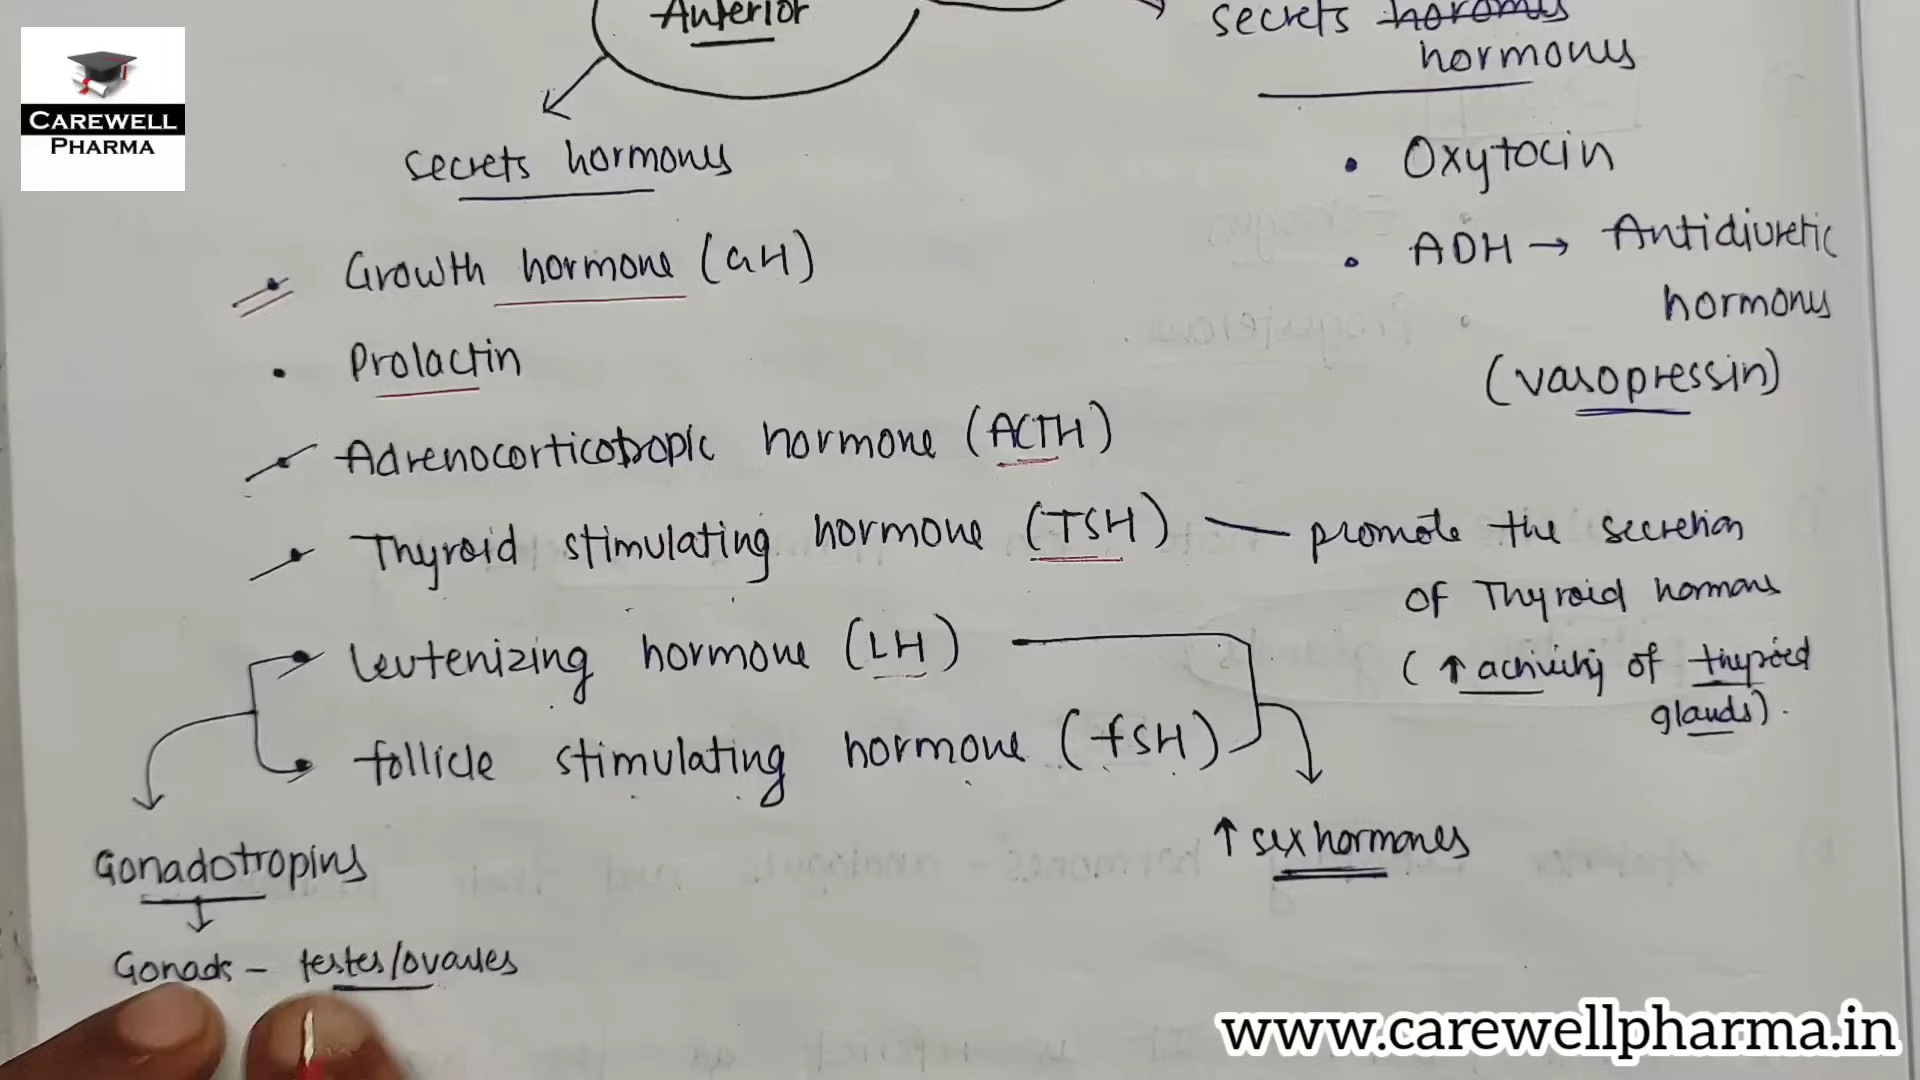 Anterior
secrets hormones
hormones
CAREWELL
PHARMA
secrets hormones
Growth hormone (GH)
Prolactin
Adrenocorticotropic hormone (ACTH)
Thyroid stimulating hormone (TSH)
Leutenizing hormone (LH)
follicle stimulating hormone (fSH)
Gonadotropins
Gonads - testes/ovaries
Oxytocin
ADH → Antidiuretic
hormones
(vasopressin)
promote the secretion
of Thyroid hormons
(↑ activity of thyroid
glands).
↑ sex hormones
www.carewellpharma.in